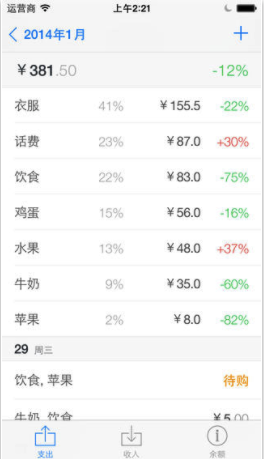 运营商 上午2:21
2014年1月 +
￥381.50 -12%
衣服 41% ￥155.5 -22%
话费 23% ￥87.0 +30%
饮食 22% ￥83.0 -75%
鸡蛋 15% ￥56.0 -16%
水果 13% ￥48.0 +37%
牛奶 9% ￥35.0 -60%
苹果 2% ￥8.0 -82%
29 周三
饮食, 苹果 待购
牛奶, 饮食 ￥5.00
支出 收入 余额